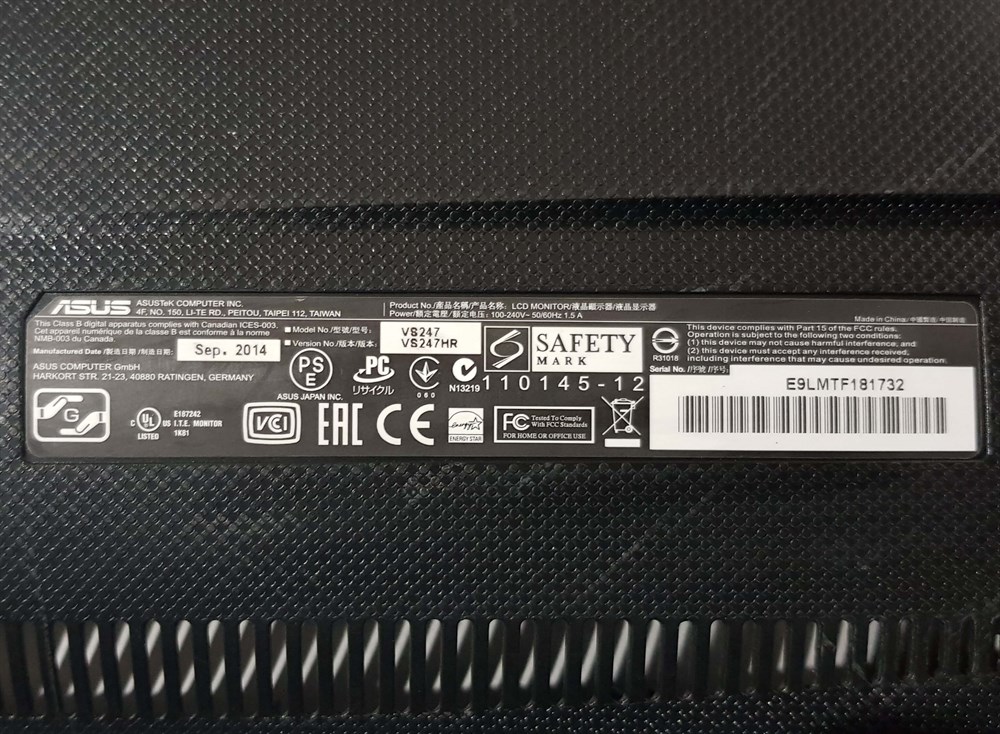 ASUS
ASUSTeK COMPUTER INC.
4F, NO. 150, LI-TE RD., PEITOU, TAIPEI 112, TAIWAN
Product No./產品名稱/产品名称: LCD MONITOR/液晶顯示器/液晶显示器
Power/額定電壓/额定电压: 100-240V~ 50/60Hz 1.5 A
Made in China/中國製造/中国制造
This Class B digital apparatus complies with Canadian ICES-003.
Cet appareil numérique de la classe B est conforme à la norme
NMB-003 du Canada.
Manufactured Date /製造日期 /制造日期:
Sep. 2014
ASUS COMPUTER GmbH
HARKORT STR. 21-23, 40880 RATINGEN, GERMANY
■ Model No./型號/型号:
VS247
■ Version No./版本/版本:
VS247HR
PS
E
ASUS JAPAN INC.
PC
リサイクル
060
N13219
SAFETY
MARK
110145-12
R31018
This device complies with Part 15 of the FCC rules.
Operation is subject to the following two conditions:
(1) this device may not cause harmful interference, and
(2) this device must accept any interference received,
including interference that may cause undesired operation.
Serial No. /序號 /序号:
E9LMTF181732
G
C UL US
LISTED
E187242
I.T.E. MONITOR
1K81
VCI
EAC
CE
energy
ENERGY STAR
FC
Tested To Comply
With FCC Standards
FOR HOME OR OFFICE USE